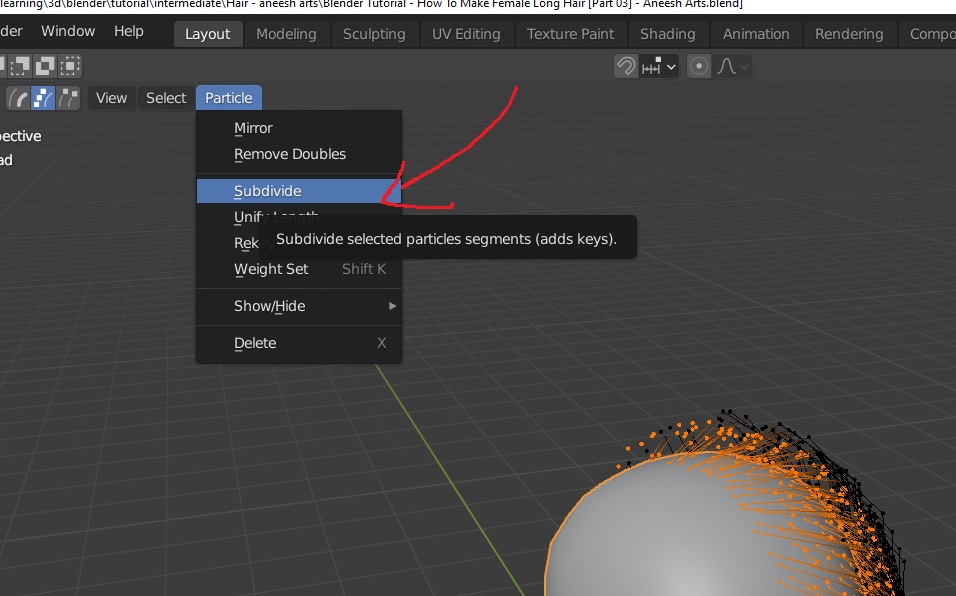 learning\3d\blender\tutorial\intermediate\Hair - aneesh arts\Blender Tutorial - How To Make Female Long Hair [Part 03] - Aneesh Arts.blend]
der Window Help Layout Modeling Sculpting UV Editing Texture Paint Shading Animation Rendering Compo
View Select Particle
pective
ad
Mirror
Remove Doubles
Subdivide
Unify Length
Subdivide selected particles segments (adds keys).
Rek
Weight Set Shift K
Show/Hide
Delete X